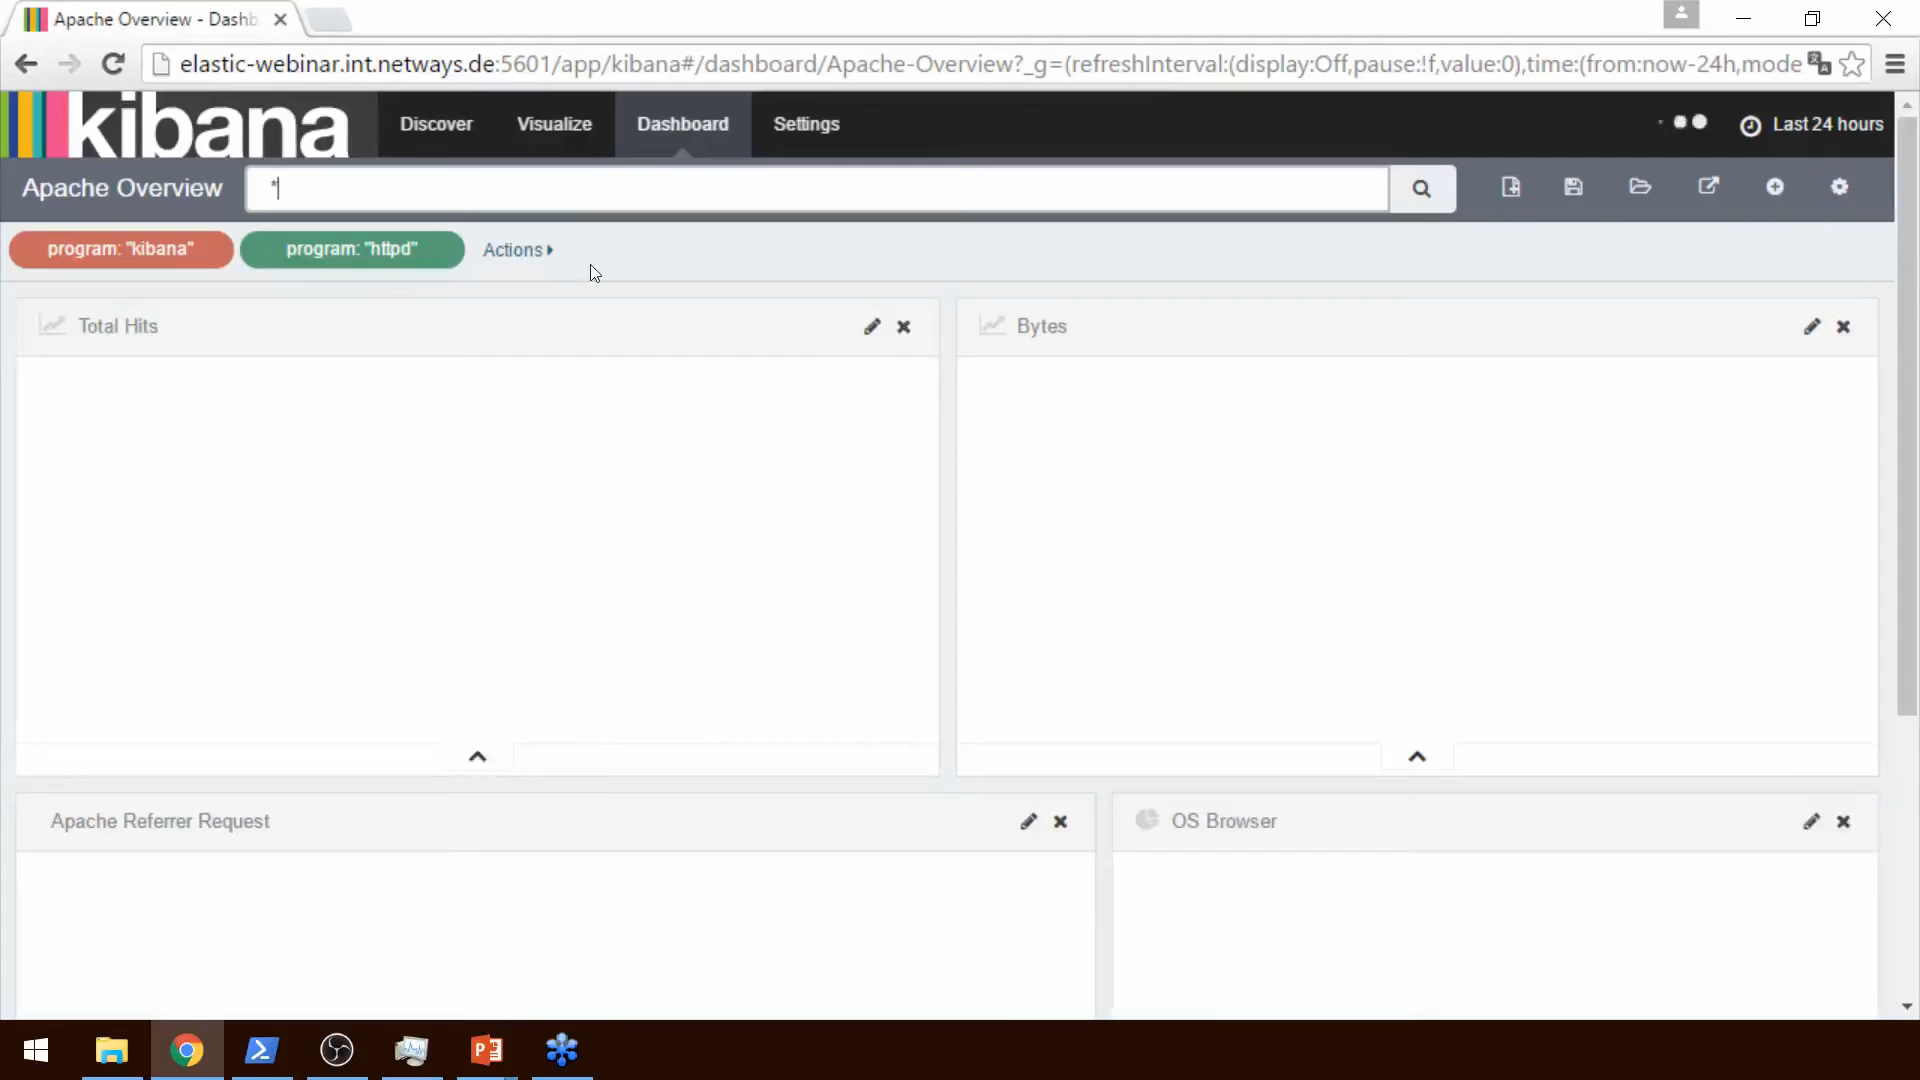 Apache Overview - Dashb
elastic-webinar.int.netways.de:5601/app/kibana#/dashboard/Apache-Overview?_g=(refreshInterval:(display:Off,pause:!f,value:0),time:(from:now-24h,mode
kibana Discover Visualize Dashboard Settings Last 24 hours
Apache Overview *
program: "kibana" program: "httpd" Actions
Total Hits Bytes
Apache Referrer Request OS Browser